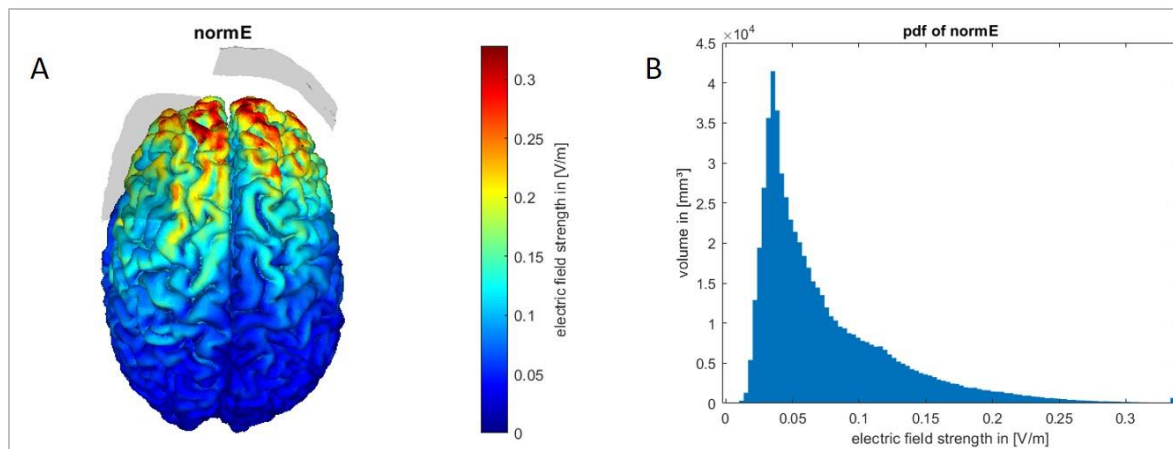 A
normE
0.3
0.25
0.2
0.15
0.1
0.05
0
electric field strength in [V/m]
B
pdf of normE
×10⁴
4.5
4
3.5
3
2.5
2
1.5
1
0.5
0
volume in [mm³]
0 0.05 0.1 0.15 0.2 0.25 0.3
electric field strength in [V/m]